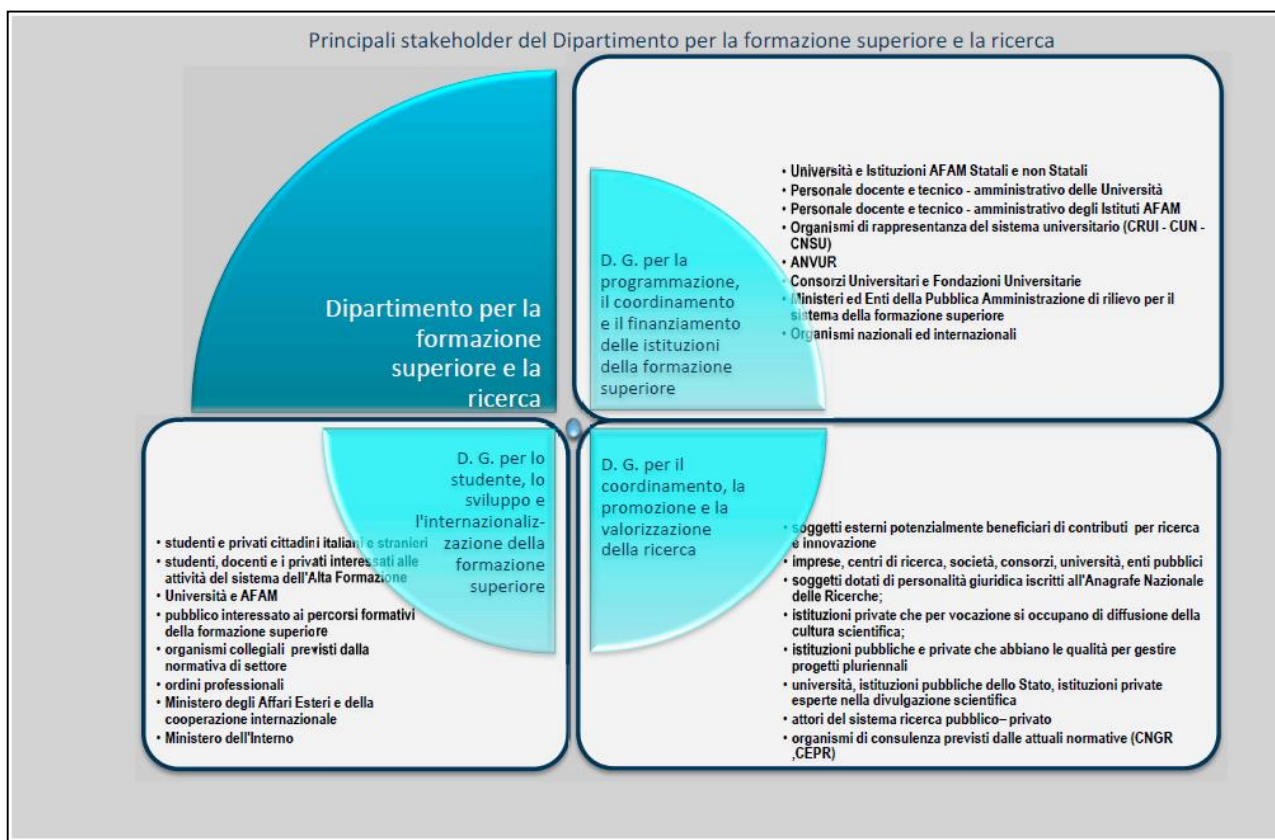 Principali stakeholder del Dipartimento per la formazione superiore e la ricerca
Dipartimento per la
formazione
superiore e la
ricerca
D. G. per la
programmazione,
il coordinamento
e il finanziamento
delle istituzioni
della formazione
superiore
• Università e Istituzioni AFAM Statali e non Statali
• Personale docente e tecnico - amministrativo delle Università
• Personale docente e tecnico - amministrativo degli Istituti AFAM
• Organismi di rappresentanza del sistema universitario (CRUI - CUN -
CNSU)
• ANVUR
• Consorzi Universitari e Fondazioni Universitarie
• Ministeri ed Enti della Pubblica Amministrazione di rilievo per il
sistema della formazione superiore
• Organismi nazionali ed internazionali
D. G. per lo
studente, lo
sviluppo e
l'internazionaliz-
zazione della
formazione
superiore
• studenti e privati cittadini italiani e stranieri
• studenti, docenti e i privati interessati alle
attività del sistema dell'Alta Formazione
• Università e AFAM
• pubblico interessato ai percorsi formativi
della formazione superiore
• organismi collegiali previsti dalla
normativa di settore
• ordini professionali
• Ministero degli Affari Esteri e della
cooperazione internazionale
• Ministero dell'Interno
D. G. per il
coordinamento, la
promozione e la
valorizzazione
della ricerca
• soggetti esterni potenzialmente beneficiari di contributi per ricerca
e innovazione
• imprese, centri di ricerca, società, consorzi, università, enti pubblici
• soggetti dotati di personalità giuridica iscritti all'Anagrafe Nazionale
delle Ricerche;
• istituzioni private che per vocazione si occupano di diffusione della
cultura scientifica;
• istituzioni pubbliche e private che abbiano le qualità per gestire
progetti pluriennali
• università, istituzioni pubbliche dello Stato, istituzioni private
esperte nella divulgazione scientifica
• attori del sistema ricerca pubblico– privato
• organismi di consulenza previsti dalle attuali normative (CNGR
,CEPR)